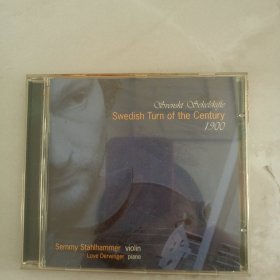 Svenskt Sekelskifte
Swedish Turn of the Century
1900
Semmy Stahlhammer violin
Love Derwinger piano